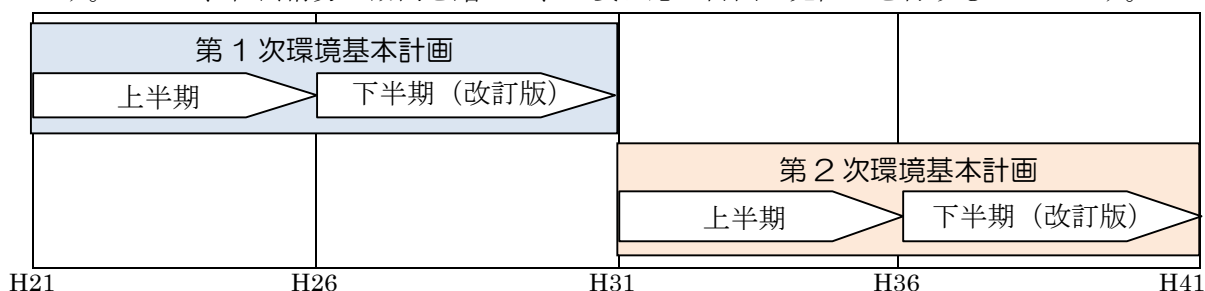 第 1 次環境基本計画
上半期
下半期（改訂版）
第 2 次環境基本計画
上半期
下半期（改訂版）
H21 H26 H31 H36 H41